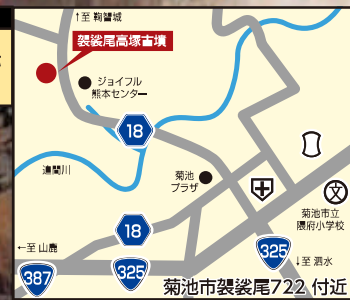 ↑至 鞠智城
袈裟尾高塚古墳
ジョイフル
熊本センター
18
菊池
プラザ
文
菊池市立
隈府小学校
迫間川
18
←至 山鹿
387
325
325
↓至 泗水
菊池市袈裟尾722 付近